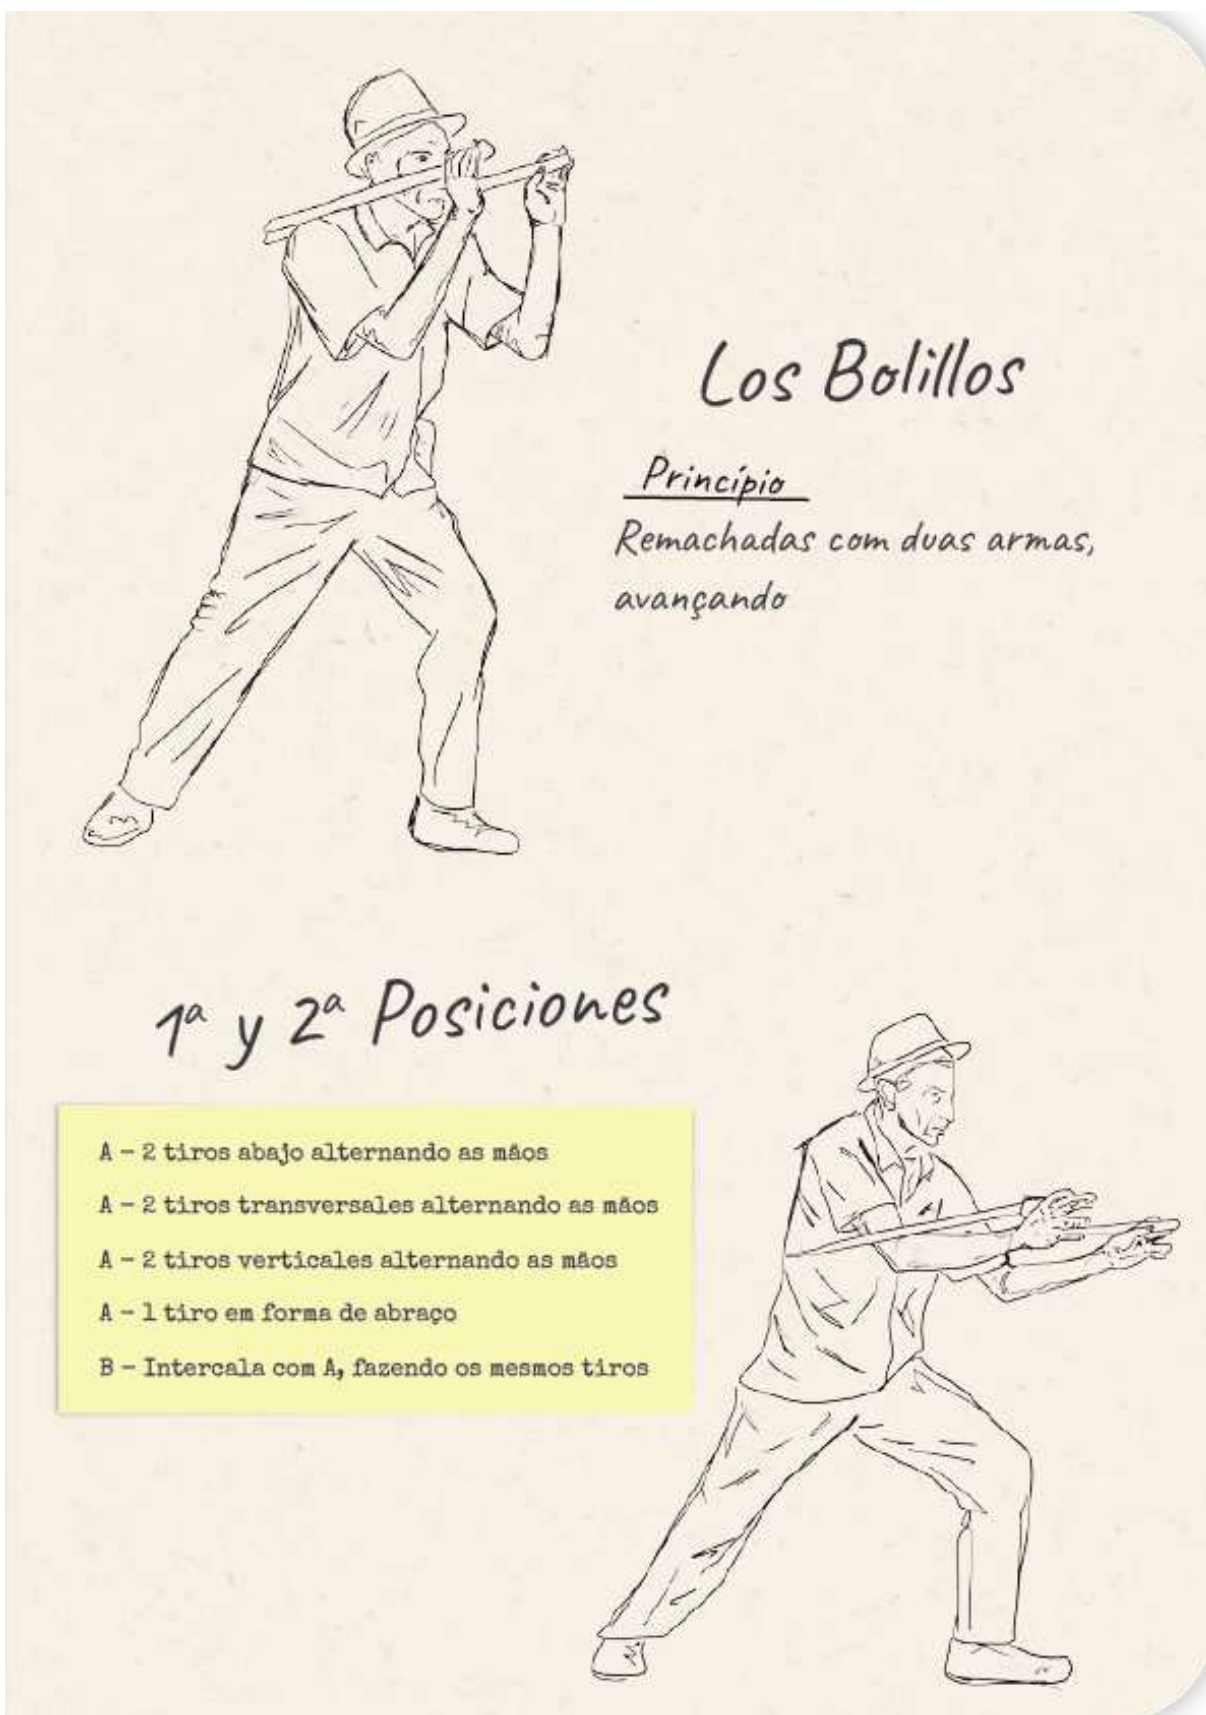 Los Bolillos
Princípio
Remachadas com duas armas,
avançando
1ª y 2ª Posiciones
A - 2 tiros abajo alternando as mãos
A - 2 tiros transversales alternando as mãos
A - 2 tiros verticales alternando as mãos
A - 1 tiro em forma de abraço
B - Intercala com A, fazendo os mesmos tiros